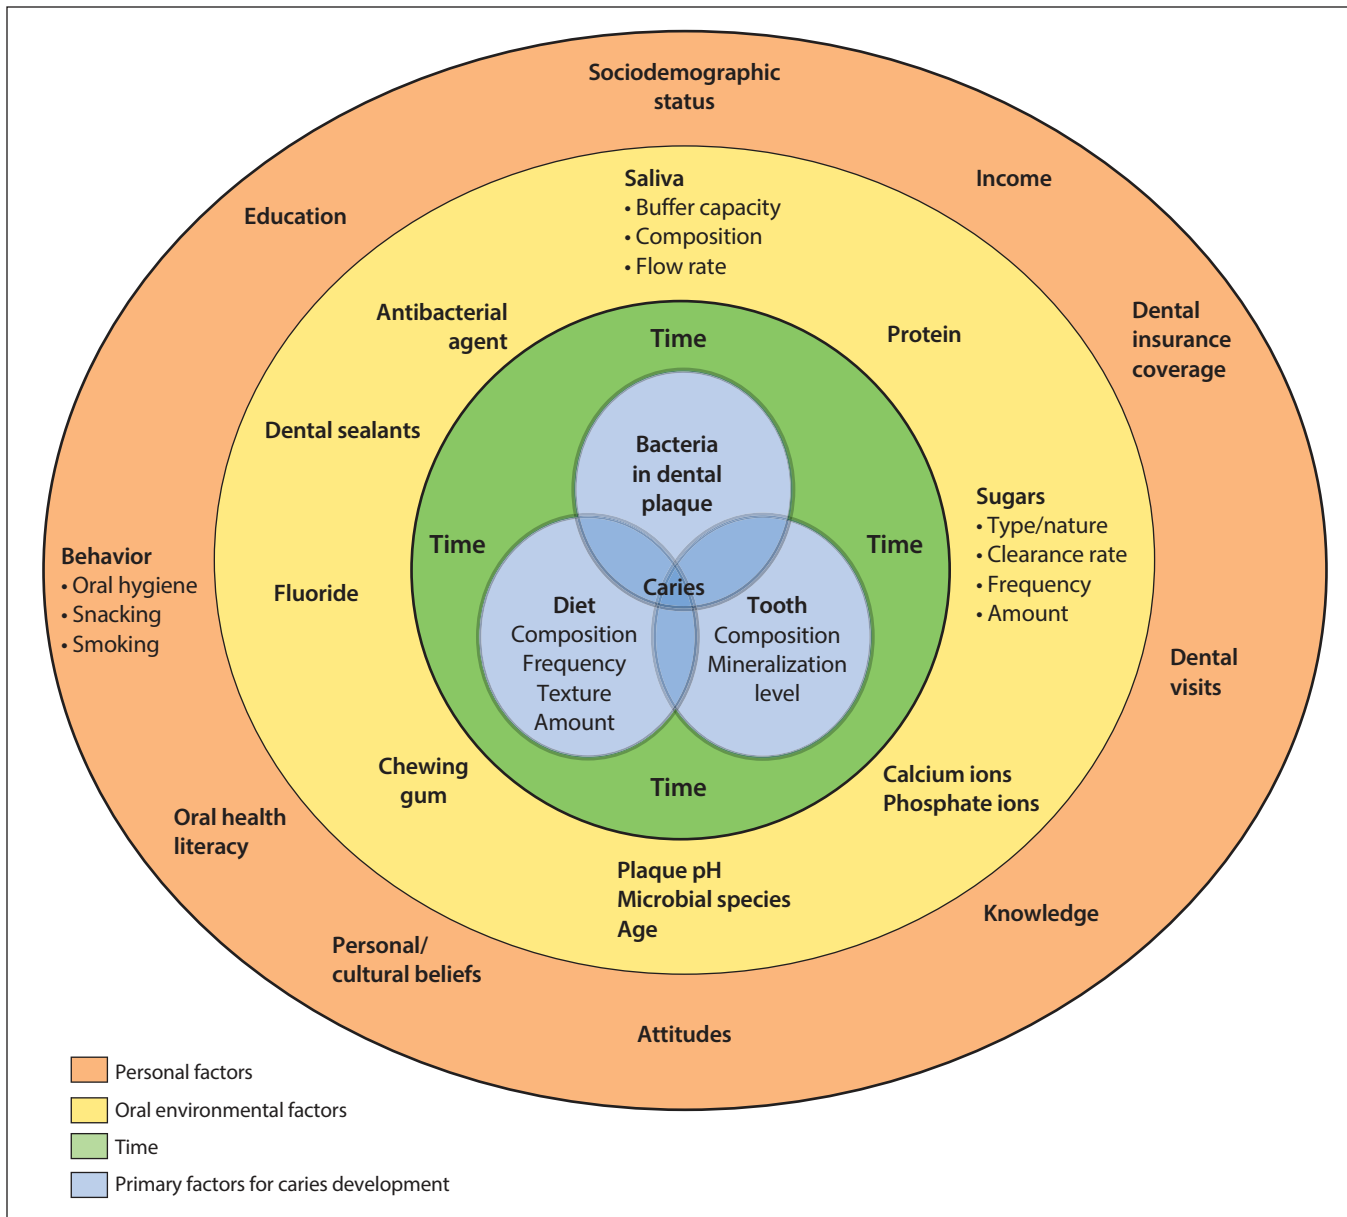 Sociodemographic
status
Income
Education
Saliva
• Buffer capacity
• Composition
• Flow rate
Antibacterial
agent
Protein
Dental
insurance
coverage
Time
Dental sealants
Bacteria
in dental
plaque
Sugars
• Type/nature
• Clearance rate
• Frequency
• Amount
Behavior
• Oral hygiene
• Snacking
• Smoking
Time
Time
Fluoride
Caries
Diet
Composition
Frequency
Texture
Amount
Tooth
Composition
Mineralization
level
Dental
visits
Chewing
gum
Time
Calcium ions
Phosphate ions
Oral health
literacy
Plaque pH
Microbial species
Age
Knowledge
Personal/
cultural beliefs
Attitudes
Personal factors
Oral environmental factors
Time
Primary factors for caries development